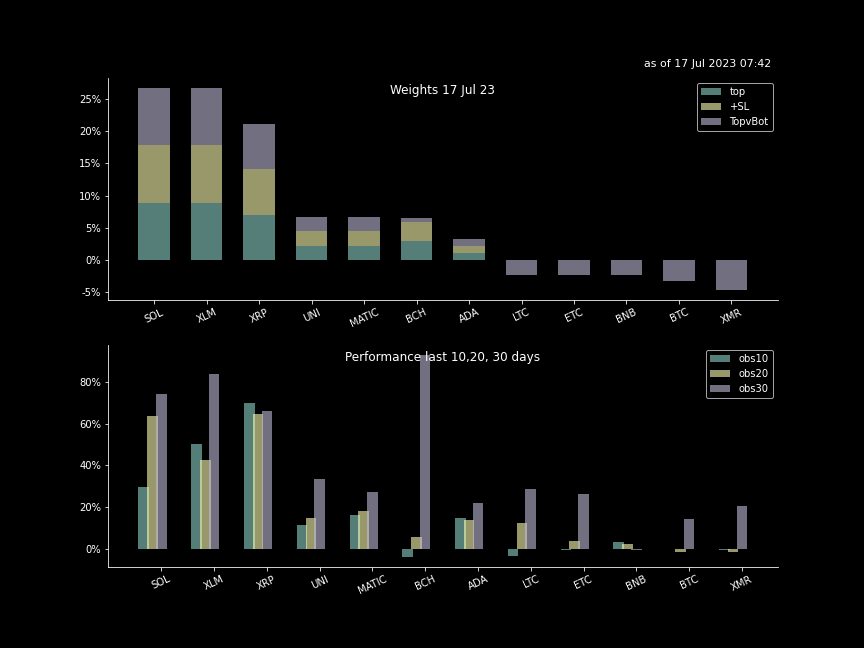 as of 17 Jul 2023 07:42
Weights 17 Jul 23
top
+SL
TopvBot
25%
20%
15%
10%
5%
0%
-5%
SOL XLM XRP UNI MATIC BCH ADA LTC ETC BNB BTC XMR
Performance last 10,20, 30 days
obs10
obs20
obs30
80%
60%
40%
20%
0%
SOL XLM XRP UNI MATIC BCH ADA LTC ETC BNB BTC XMR